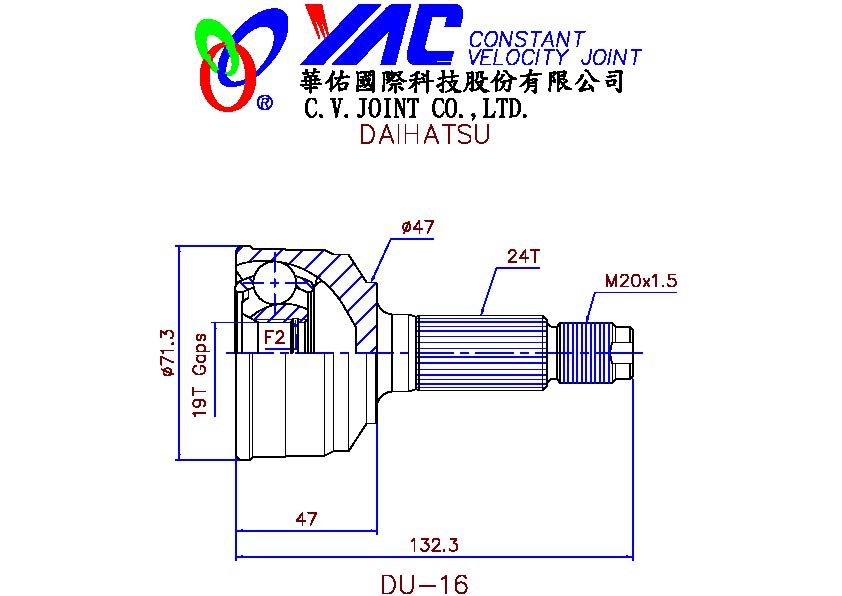 YAC CONSTANT
VELOCITY JOINT
®
華佑國際科技股份有限公司
C.V.JOINT CO.,LTD.
DAIHATSU
ø47
24T
M20x1.5
F2
ø71.3
19T Gaps
47
132.3
DU-16